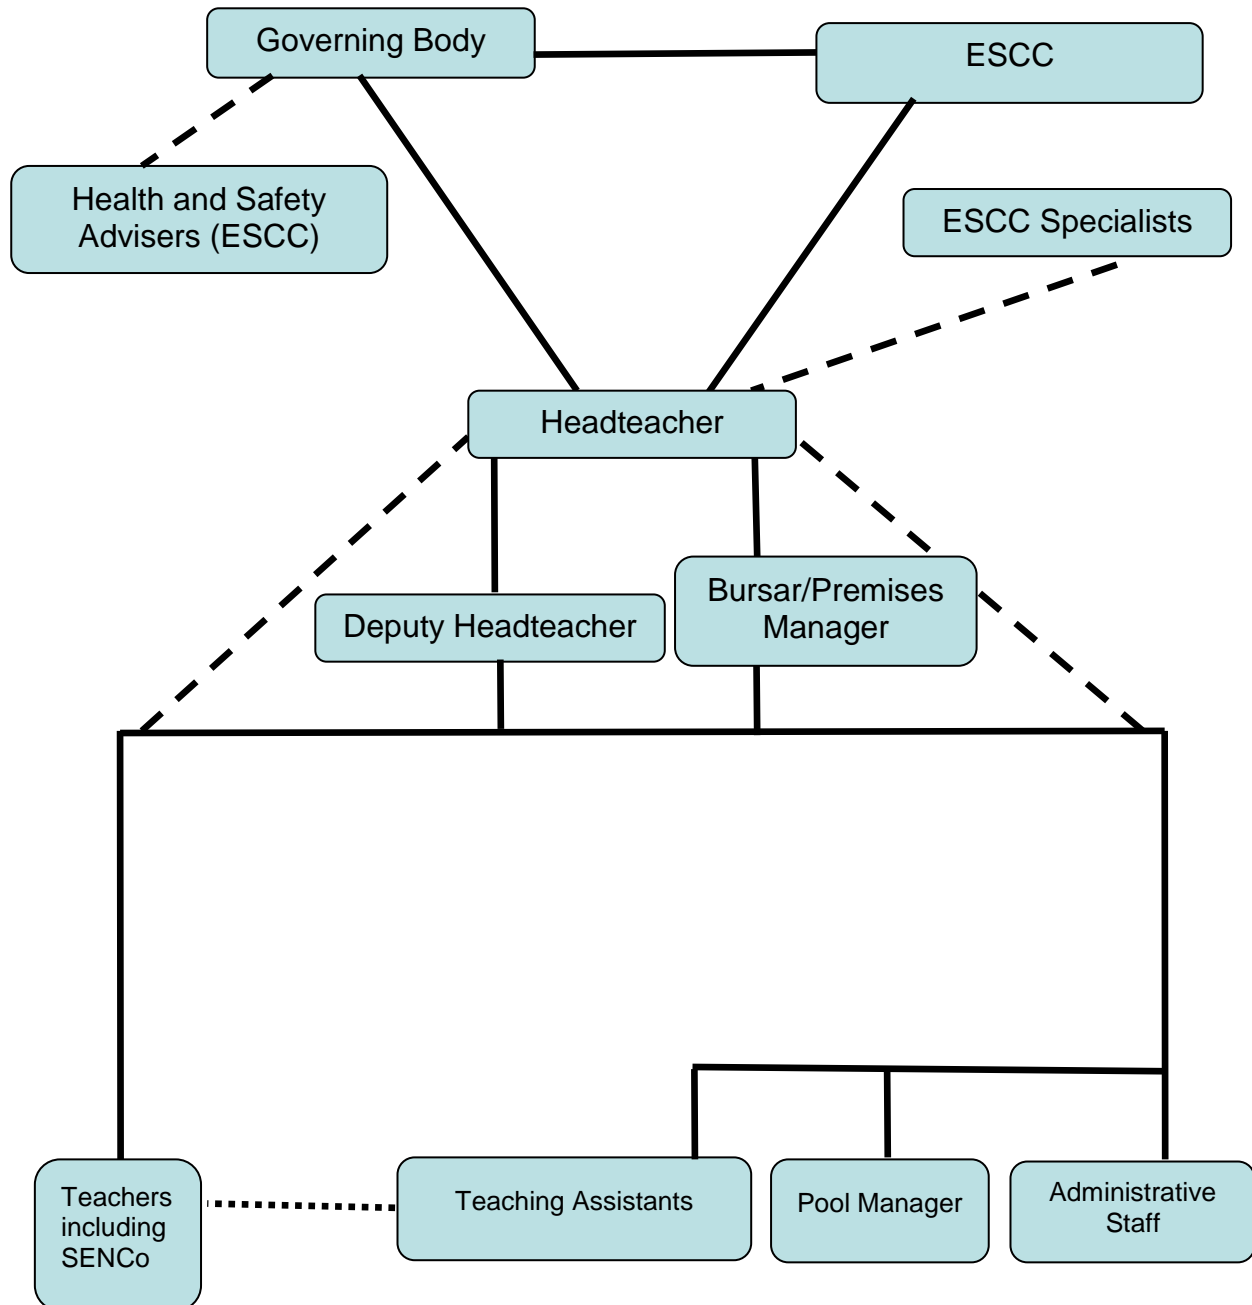 Governing Body
ESCC
Health and Safety
Advisers (ESCC)
ESCC Specialists
Headteacher
Deputy Headteacher
Bursar/Premises
Manager
Teachers
including
SENCo
Teaching Assistants
Pool Manager
Administrative
Staff